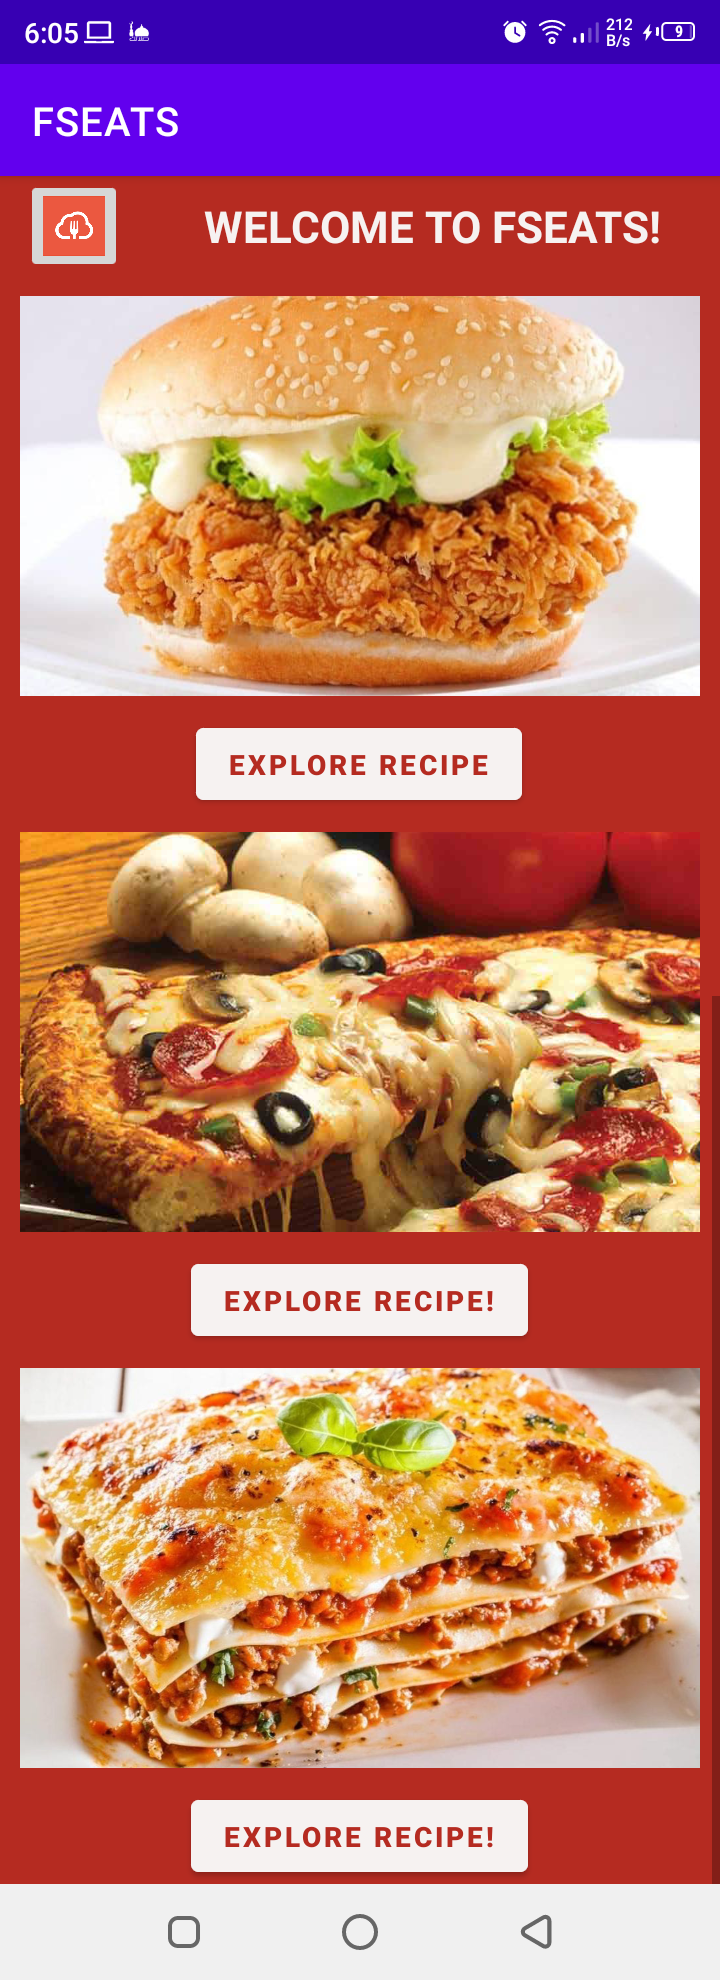 6:05 212 B/s 9
FSEATS
WELCOME TO FSEATS!
EXPLORE RECIPE
EXPLORE RECIPE!
EXPLORE RECIPE!